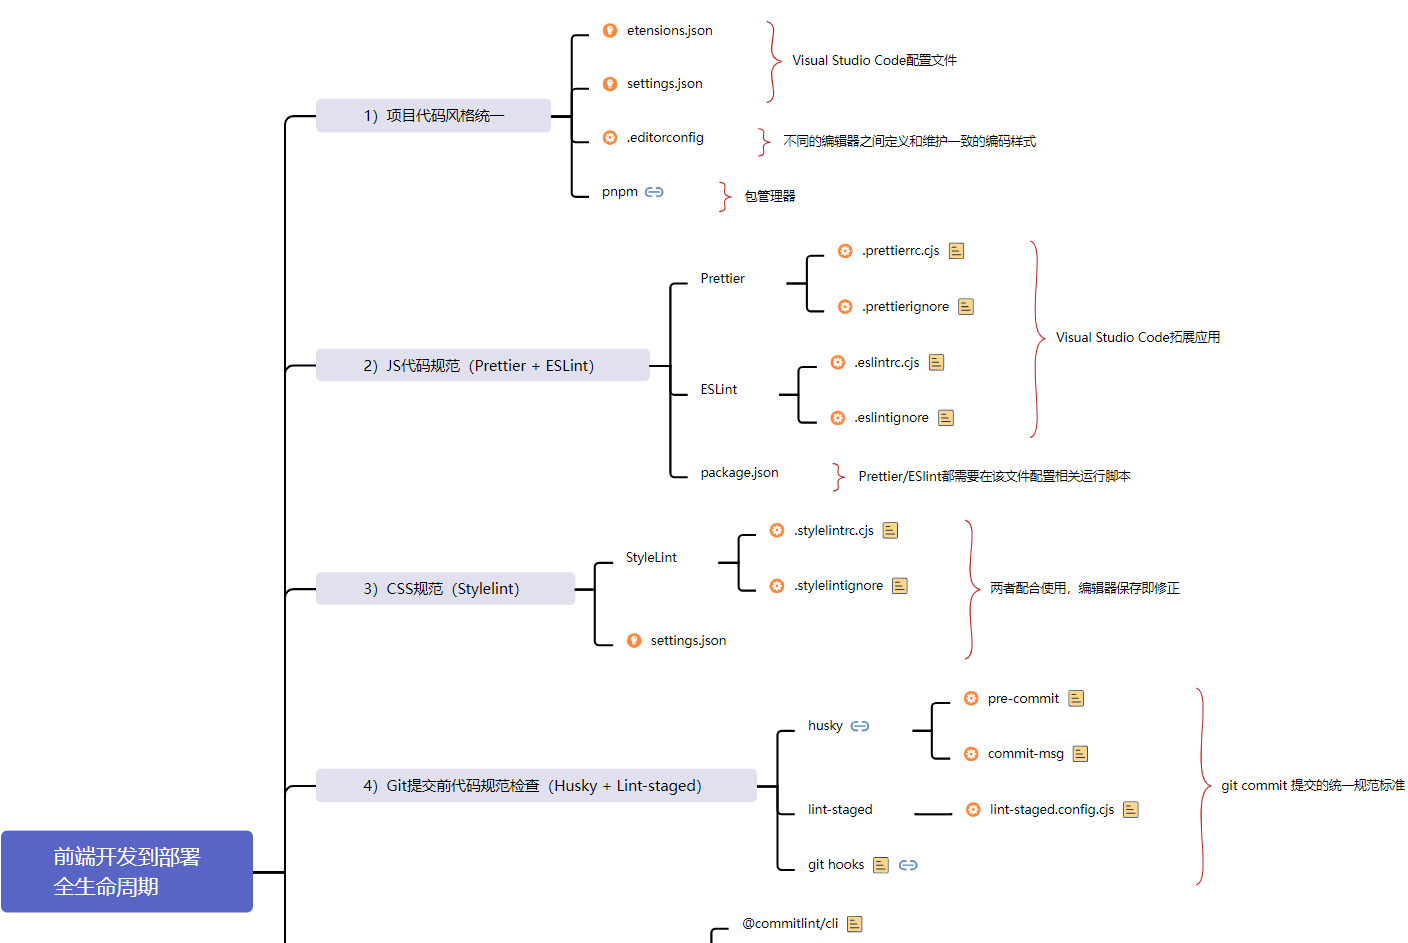 etensions.json
settings.json
Visual Studio Code配置文件
1）项目代码风格统一
.editorconfig
不同的编辑器之间定义和维护一致的编码样式
pnpm
包管理器
.prettierrc.cjs
Prettier
.prettierignore
Visual Studio Code拓展应用
2）JS代码规范（Prettier + ESLint）
.eslintrc.cjs
ESLint
.eslintignore
package.json
Prettier/ESlint都需要在该文件配置相关运行脚本
.stylelintrc.cjs
StyleLint
.stylelintignore
两者配合使用，编辑器保存即修正
3）CSS规范（Stylelint）
settings.json
pre-commit
husky
commit-msg
git commit 提交的统一规范标准
4）Git提交前代码规范检查（Husky + Lint-staged）
lint-staged
lint-staged.config.cjs
git hooks
前端开发到部署
全生命周期
@commitlint/cli